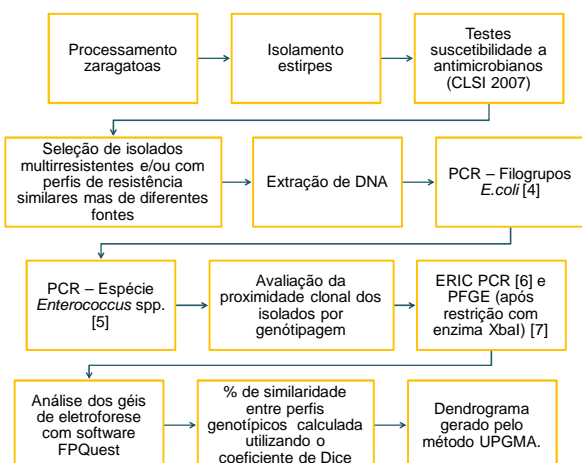 Processamento
zaragatoas
Isolamento
estirpes
Testes
suscetibilidade a
antimicrobianos
(CLSI 2007)
Seleção de isolados
multirresistentes e/ou com
perfis de resistência
similares mas de diferentes
fontes
Extração de DNA
PCR – Filogrupos
E.coli [4]
PCR – Espécie
Enterococcus spp.
[5]
Avaliação da
proximidade clonal dos
isolados por
genótipagem
ERIC PCR [6] e
PFGE (após
restrição com
enzima XbaI) [7]
Análise dos géis
de eletroforese
com software
FPQuest
% de similaridade
entre perfis
genotípicos calculada
utilizando o
coeficiente de Dice
Dendrograma
gerado pelo
método UPGMA.